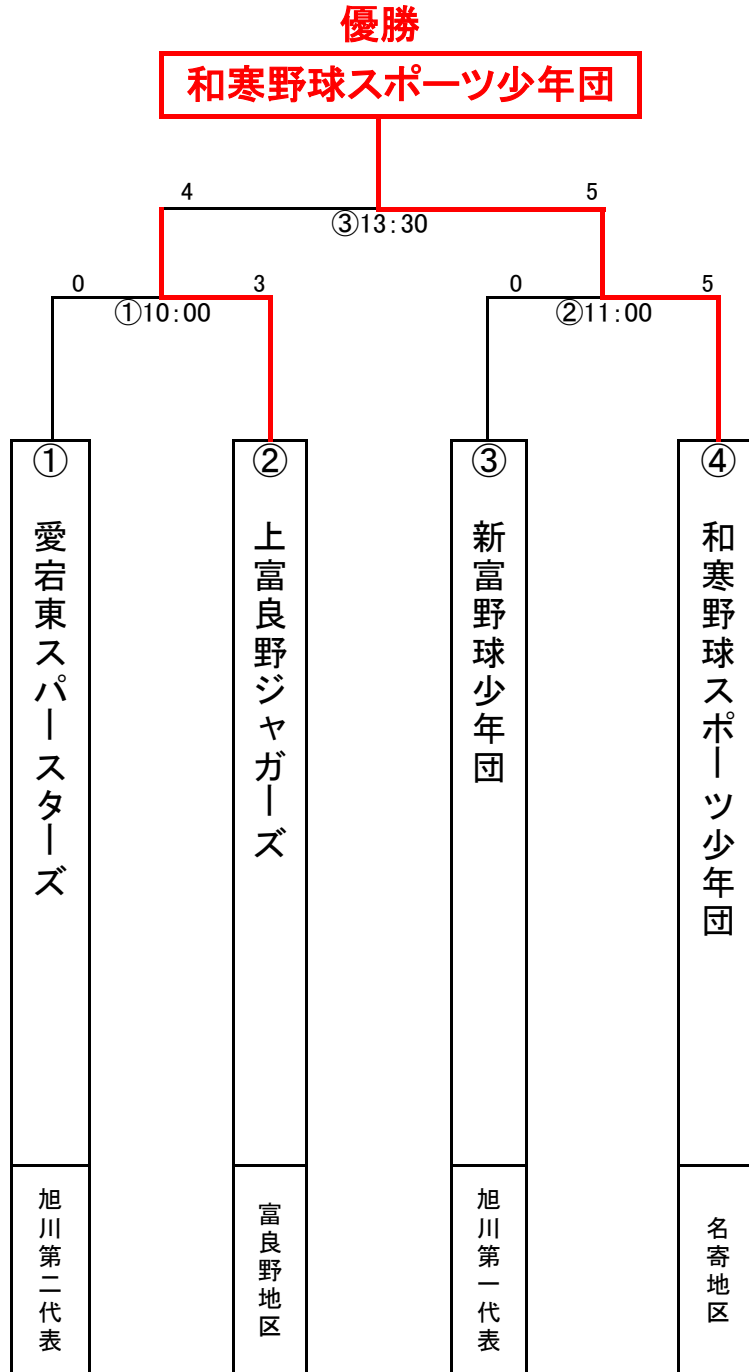 優勝
和寒野球スポーツ少年団
4
5
③13:30
0
3
0
5
①10:00
②11:00
①
②
③
④
愛宕東スパースターズ
上富良野ジャガーズ
新富野球少年団
和寒野球スポーツ少年団
旭川第二代表
富良野地区
旭川第一代表
名寄地区